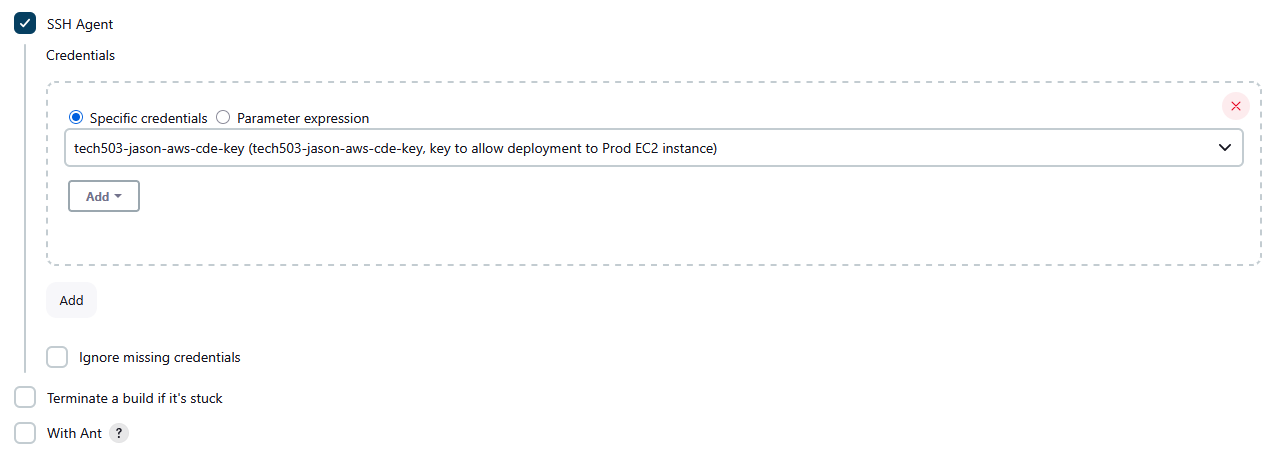 SSH Agent
Credentials
Specific credentials Parameter expression
tech503-jason-aws-cde-key (tech503-jason-aws-cde-key, key to allow deployment to Prod EC2 instance)
Add
Add
Ignore missing credentials
Terminate a build if it's stuck
With Ant ?